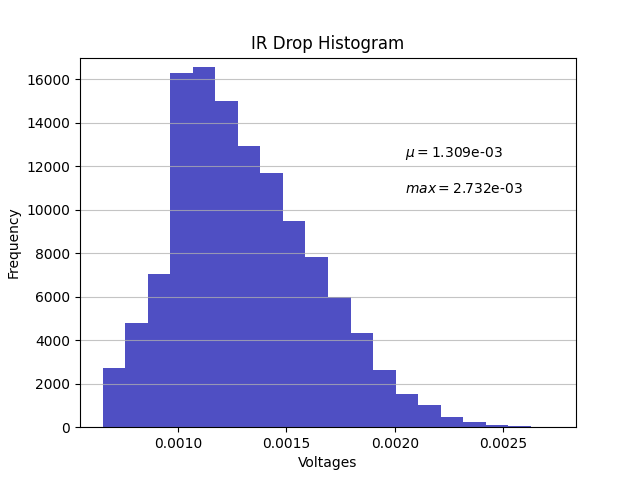 IR Drop Histogram
16000
14000
12000
10000
8000
6000
4000
2000
0
Frequency
μ = 1.309e-03
max = 2.732e-03
0.0010 0.0015 0.0020 0.0025
Voltages